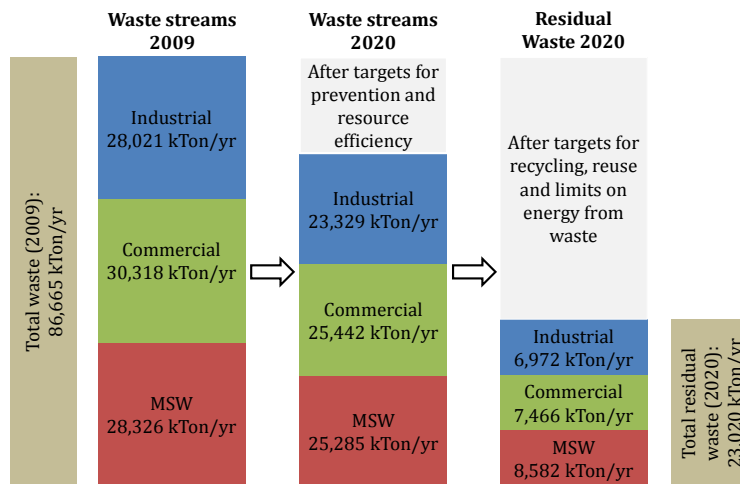 Waste streams
2009
Waste streams
2020
Residual
Waste 2020
Total waste (2009):
86,665 kTon/yr
Industrial
28,021 kTon/yr
Commercial
30,318 kTon/yr
MSW
28,326 kTon/yr
After targets for
prevention and
resource
efficiency
Industrial
23,329 kTon/yr
Commercial
25,442 kTon/yr
MSW
25,285 kTon/yr
After targets for
recycling, reuse
and limits on
energy from
waste
Industrial
6,972 kTon/yr
Commercial
7,466 kTon/yr
MSW
8,582 kTon/yr
Total residual
waste (2020):
23,020 kTon/yr